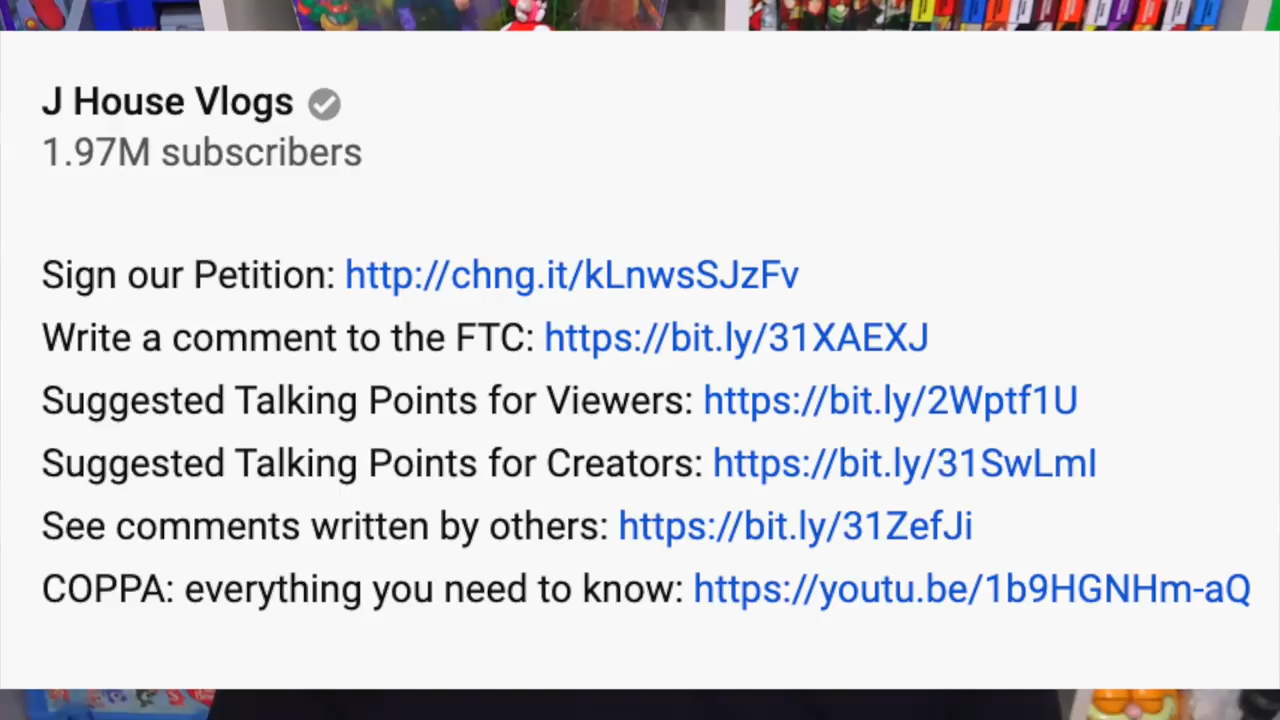 J House Vlogs
1.97M subscribers
Sign our Petition: http://chng.it/kLnwsSJzFv
Write a comment to the FTC: https://bit.ly/31XAEXJ
Suggested Talking Points for Viewers: https://bit.ly/2Wptf1U
Suggested Talking Points for Creators: https://bit.ly/31SwLmI
See comments written by others: https://bit.ly/31ZefJi
COPPA: everything you need to know: https://youtu.be/1b9HGNHm-aQ